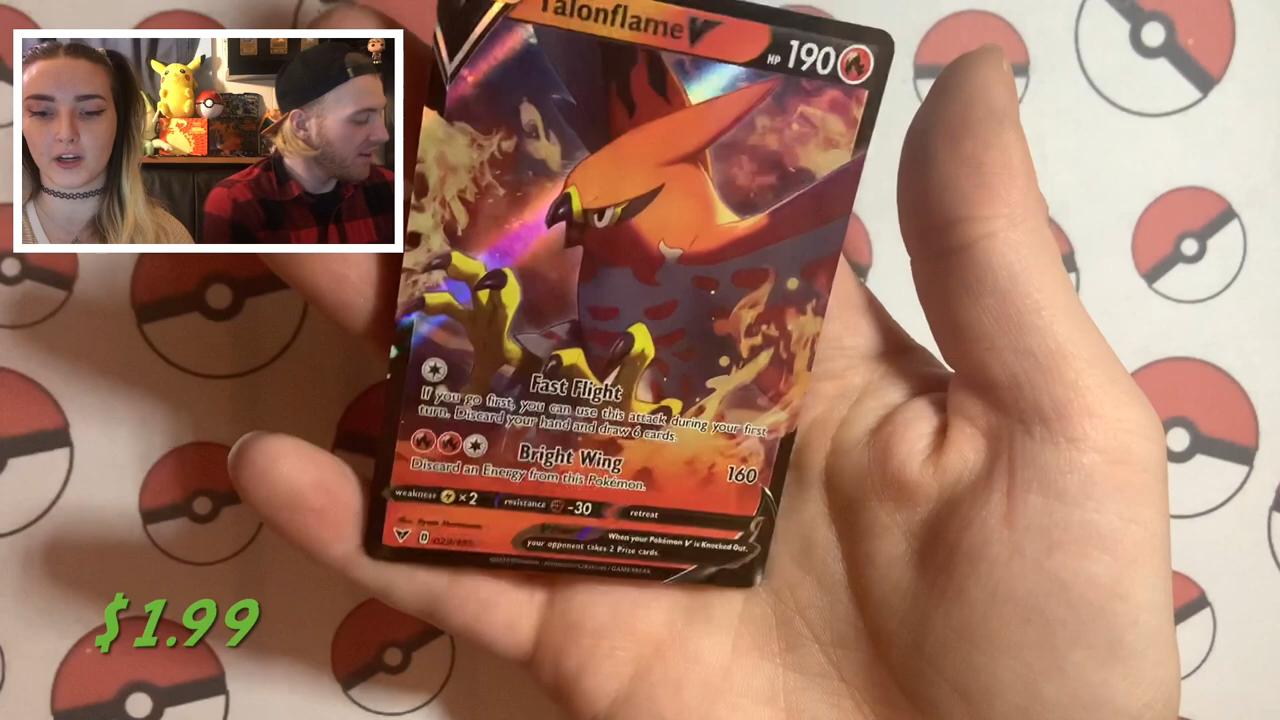 Talonflame V
HP 190
Fast Flight
If you go first, you can use this attack during your first
turn. Discard your hand and draw 6 cards.
Bright Wing 160
Discard an Energy from this Pokémon.
weakness ×2 resistance -30 retreat
D
When your Pokémon V is Knocked Out,
your opponent takes 2 Prize cards.
$1.99